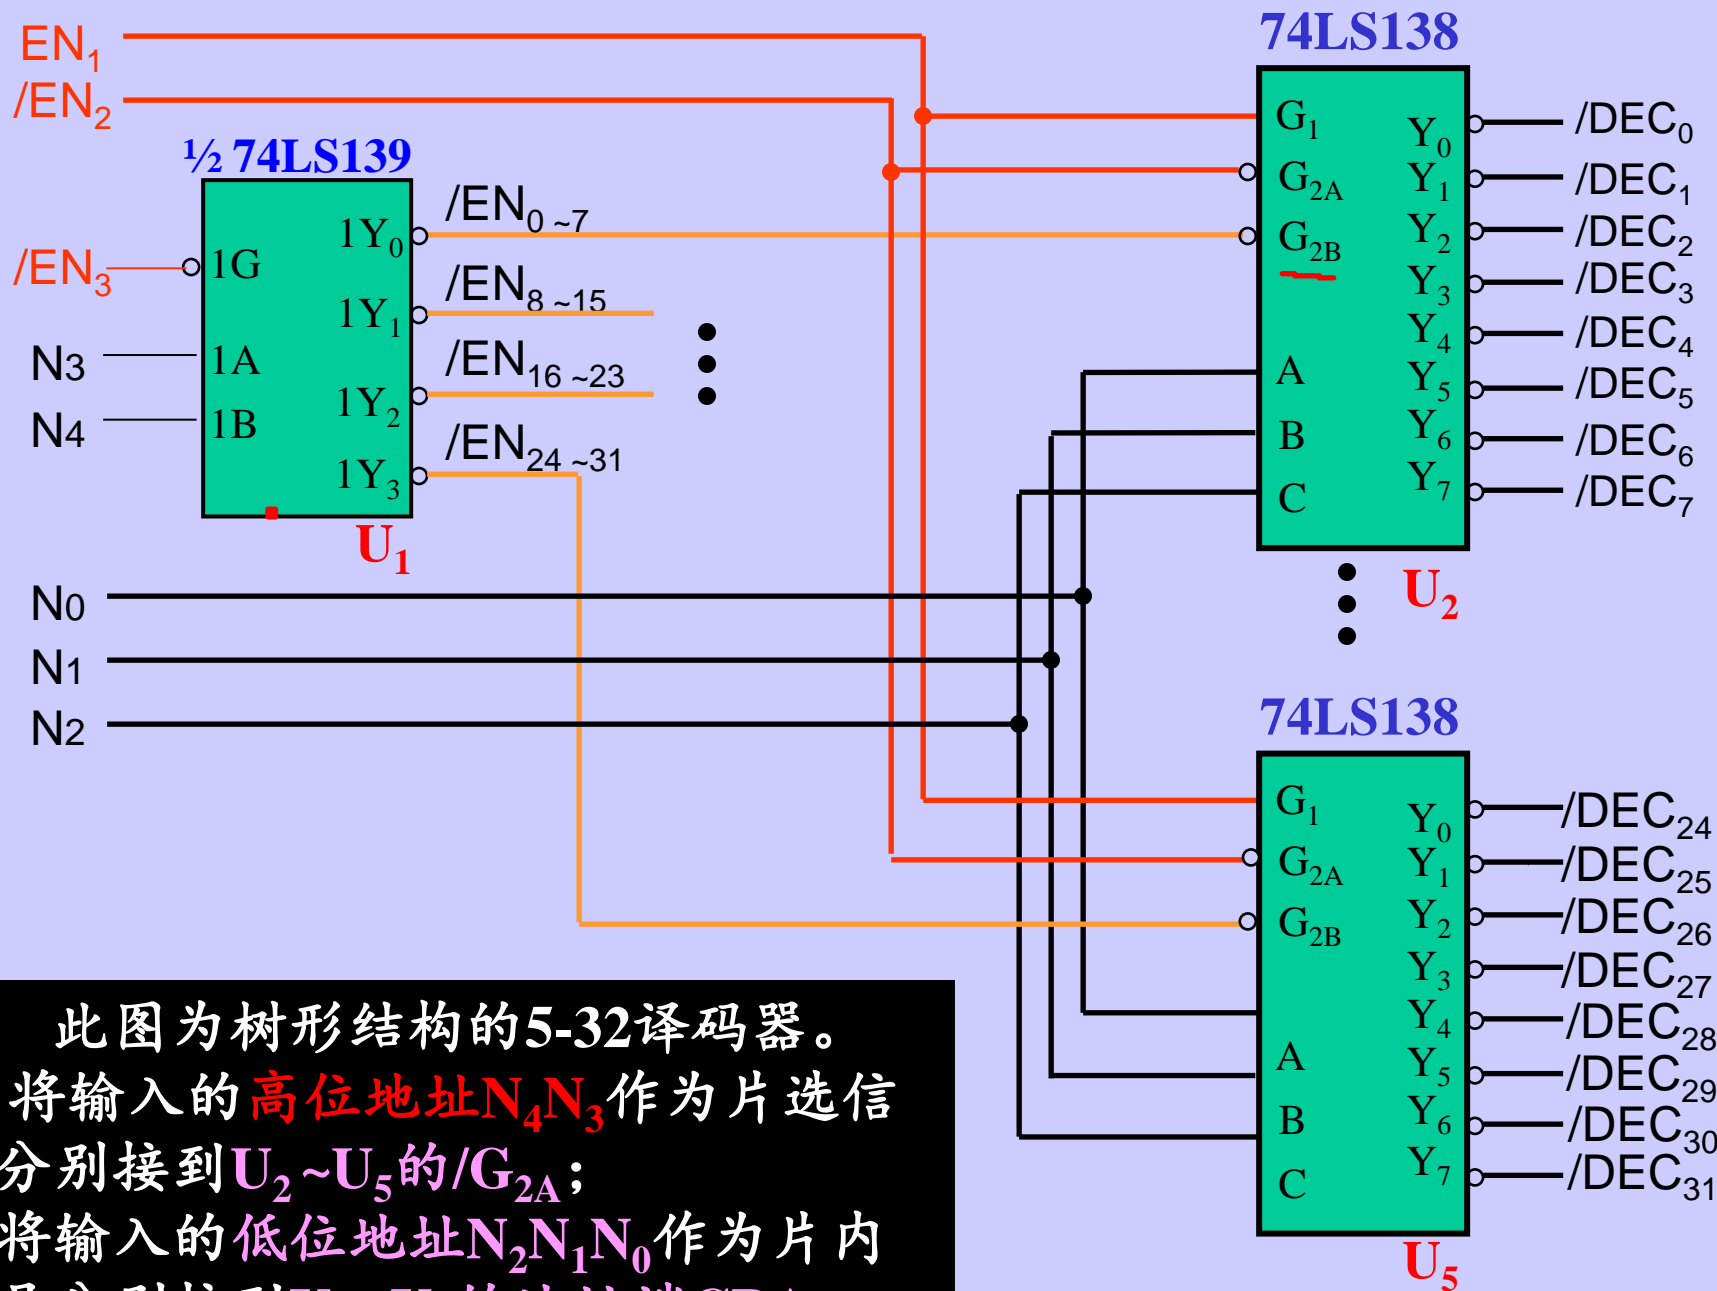 EN1
/EN2
½ 74LS139
/EN3
N3
N4
1G
1A
1B
1Y0
1Y1
1Y2
1Y3
U1
/EN0 ~7
/EN8 ~15
/EN16 ~23
/EN24 ~31
N0
N1
N2
74LS138
G1
G2A
G2B
A
B
C
Y0
Y1
Y2
Y3
Y4
Y5
Y6
Y7
/DEC0
/DEC1
/DEC2
/DEC3
/DEC4
/DEC5
/DEC6
/DEC7
U2
74LS138
G1
G2A
G2B
A
B
C
Y0
Y1
Y2
Y3
Y4
Y5
Y6
Y7
/DEC24
/DEC25
/DEC26
/DEC27
/DEC28
/DEC29
/DEC30
/DEC31
U5
此图为树形结构的5-32译码器。
将输入的高位地址N4N3作为片选信
分别接到U2~U5的/G2A；
将输入的低位地址N2N1N0作为片内